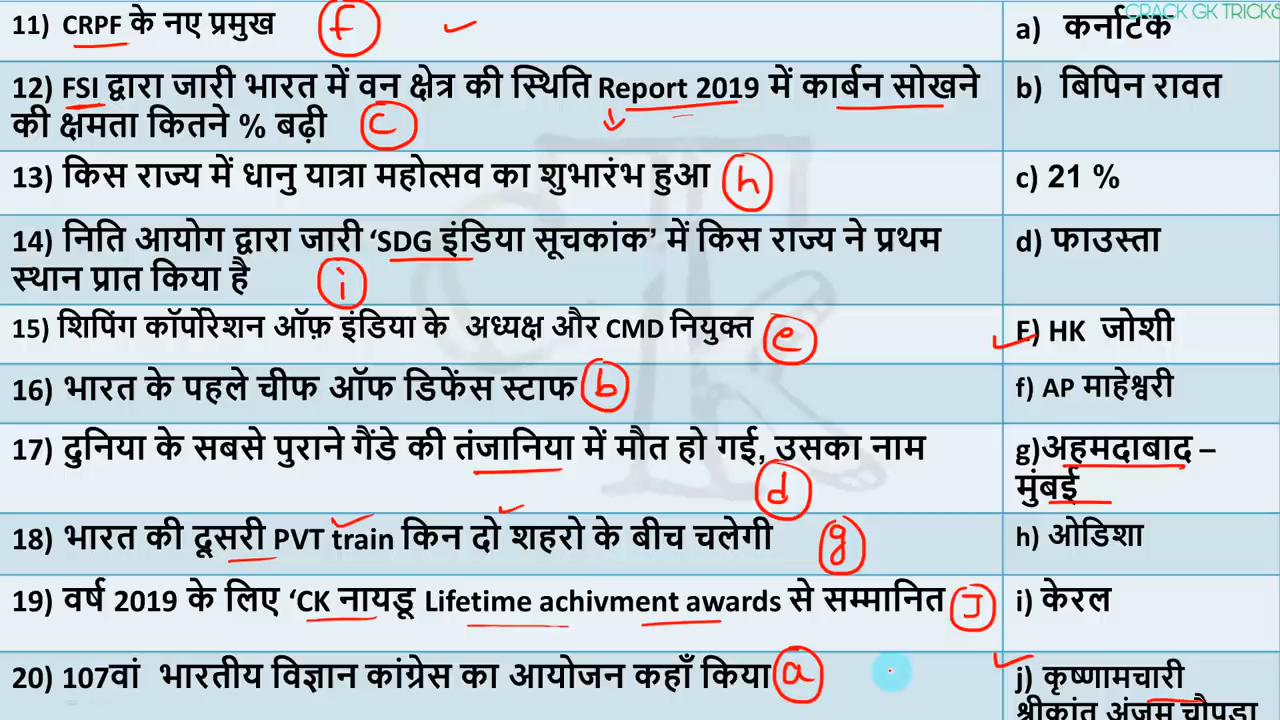 CRACK GK TRICKS
11) CRPF के नए प्रमुख f a) कर्नाटक
12) FSI द्वारा जारी भारत में वन क्षेत्र की स्थिति Report 2019 में कार्बन सोखने b) बिपिन रावत
की क्षमता कितने % बढ़ी C
13) किस राज्य में धानु यात्रा महोत्सव का शुभारंभ हुआ h c) 21 %
14) निति आयोग द्वारा जारी ‘SDG इंडिया सूचकांक’ में किस राज्य ने प्रथम d) फाउस्ता
स्थान प्रात किया है i
15) शिपिंग कॉर्पोरेशन ऑफ़ इंडिया के अध्यक्ष और CMD नियुक्त e E) HK जोशी
16) भारत के पहले चीफ ऑफ डिफेंस स्टाफ b f) AP माहेश्वरी
17) दुनिया के सबसे पुराने गैंडे की तंजानिया में मौत हो गई, उसका नाम d g)अहमदाबाद –
मुंबई
18) भारत की दूसरी PVT train किन दो शहरो के बीच चलेगी g h) ओडिशा
19) वर्ष 2019 के लिए ‘CK नायडू Lifetime achivment awards से सम्मानित J i) केरल
20) 107वां भारतीय विज्ञान कांग्रेस का आयोजन कहाँ किया a j) कृष्णामचारी
श्रीकांत अंजुम चौपडा